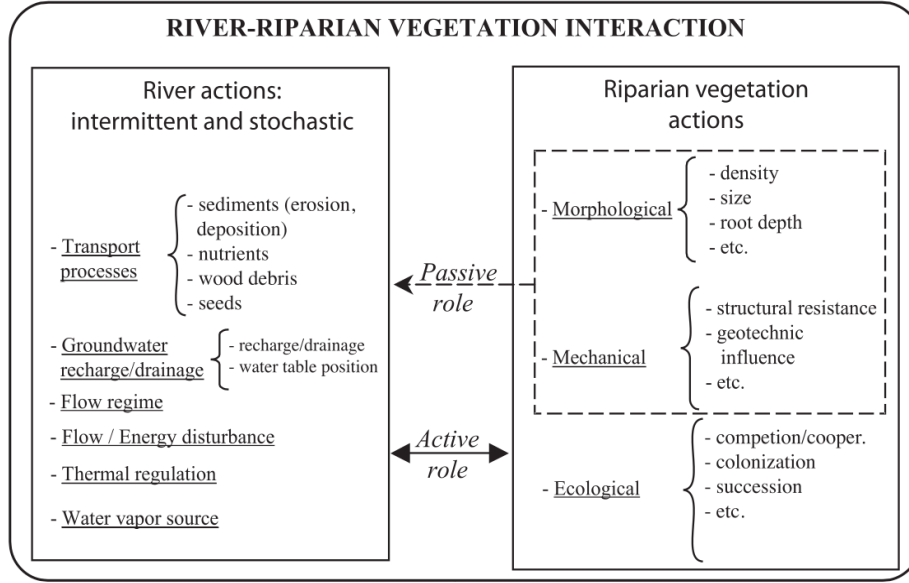 RIVER-RIPARIAN VEGETATION INTERACTION
River actions:
intermittent and stochastic
- Transport
processes
- sediments (erosion,
deposition)
- nutrients
- wood debris
- seeds
- Groundwater
recharge/drainage
- recharge/drainage
- water table position
- Flow regime
- Flow / Energy disturbance
- Thermal regulation
- Water vapor source
Passive
role
Active
role
Riparian vegetation
actions
- Morphological
- density
- size
- root depth
- etc.
- Mechanical
- structural resistance
- geotechnic
influence
- etc.
- Ecological
- competion/cooper.
- colonization
- succession
- etc.